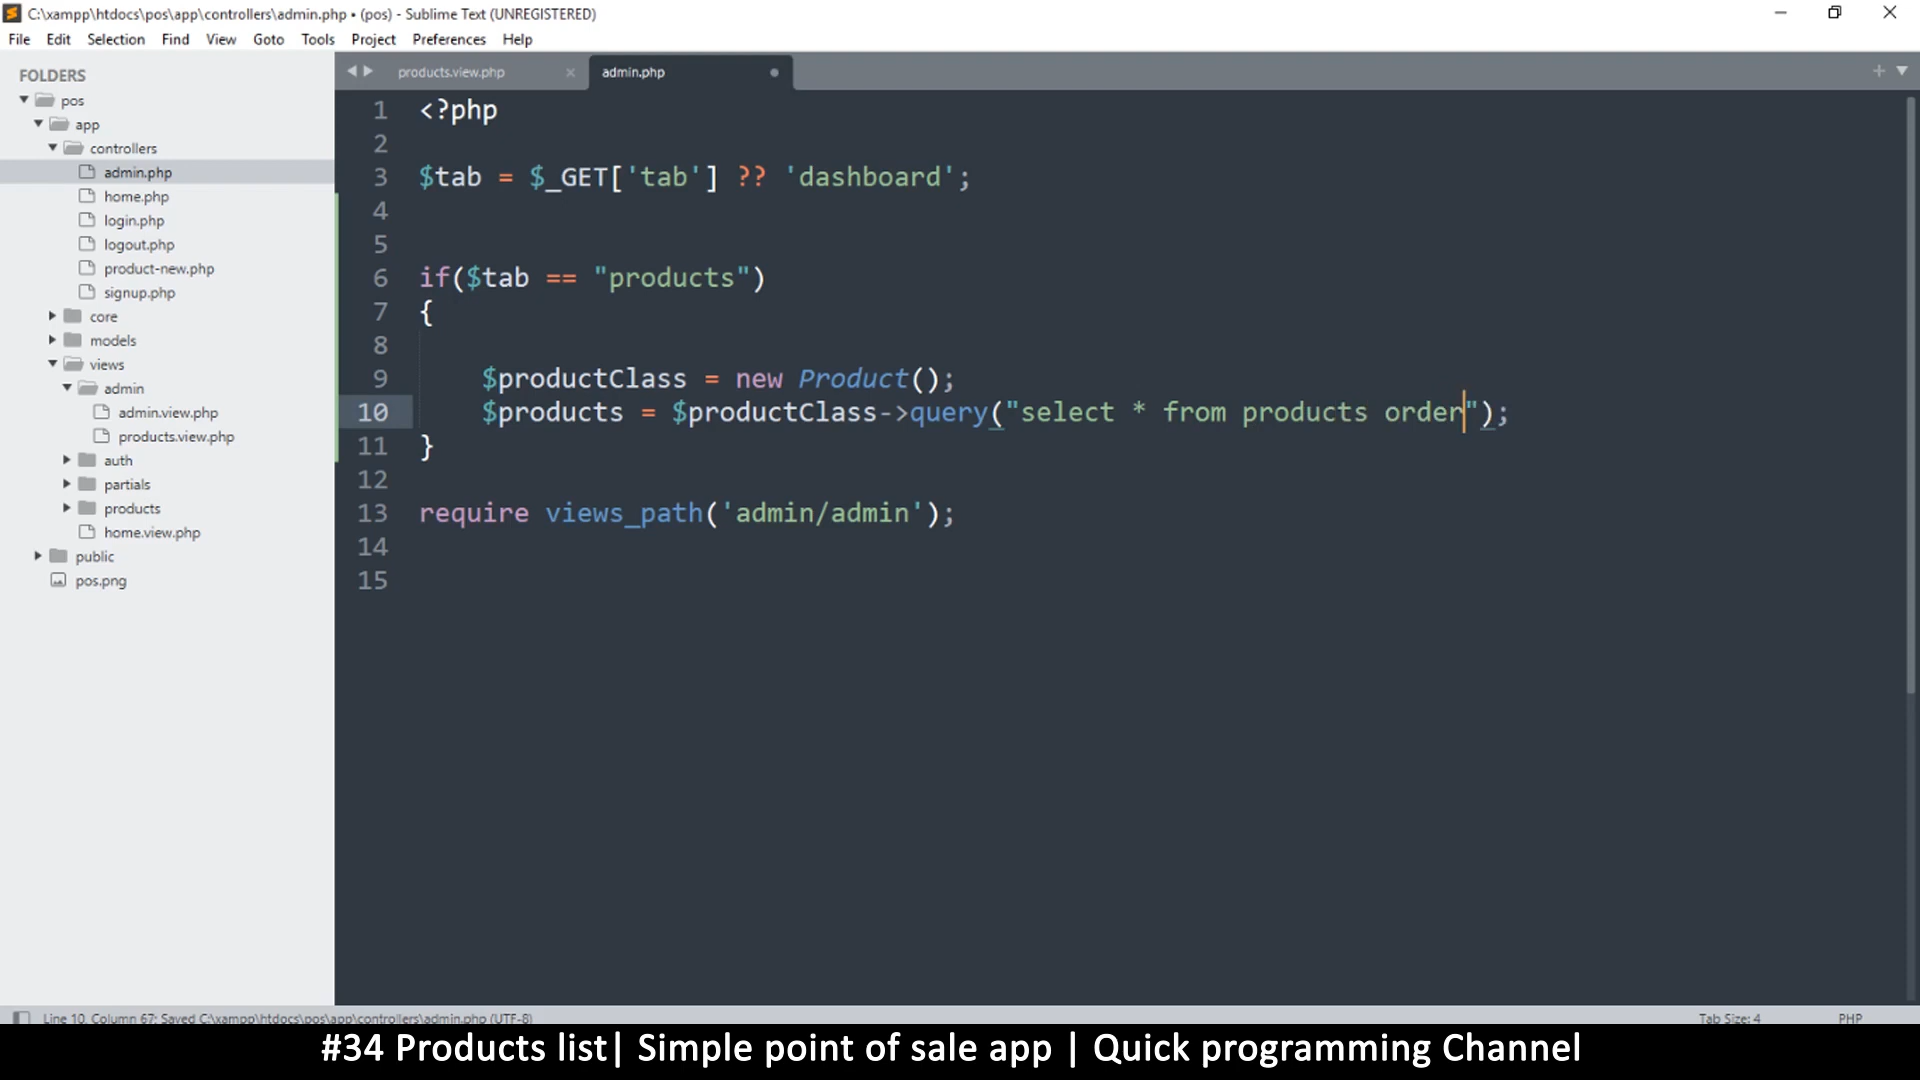 C:\xampp\htdocs\pos\app\controllers\admin.php • (pos) - Sublime Text (UNREGISTERED)
File Edit Selection Find View Goto Tools Project Preferences Help
FOLDERS
pos
app
controllers
admin.php
home.php
login.php
logout.php
product-new.php
signup.php
core
models
views
admin
admin.view.php
products.view.php
auth
partials
products
home.view.php
public
pos.png
products.view.php × admin.php
1 <?php
2
3 $tab = $_GET['tab'] ?? 'dashboard';
4
5
6 if($tab == "products")
7 {
8
9 $productClass = new Product();
10 $products = $productClass->query("select * from products order");
11 }
12
13 require views_path('admin/admin');
14
15
Line 10, Column 67; Saved C:\xampp\htdocs\pos\app\controllers\admin.php (UTF-8) Tab Size: 4 PHP
#34 Products list| Simple point of sale app | Quick programming Channel